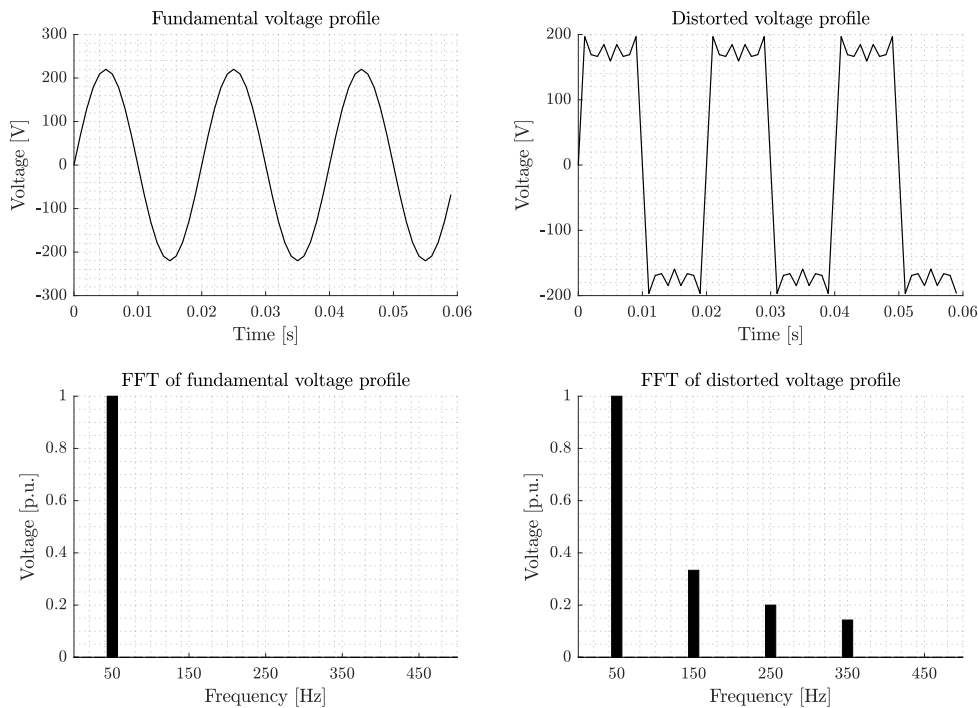 Fundamental voltage profile
300
200
100
0
-100
-200
-300
Voltage [V]
0 0.01 0.02 0.03 0.04 0.05 0.06
Time [s]
Distorted voltage profile
200
100
0
-100
-200
Voltage [V]
0 0.01 0.02 0.03 0.04 0.05 0.06
Time [s]
FFT of fundamental voltage profile
1
0.8
0.6
0.4
0.2
0
Voltage [p.u.]
50 150 250 350 450
Frequency [Hz]
FFT of distorted voltage profile
1
0.8
0.6
0.4
0.2
0
Voltage [p.u.]
50 150 250 350 450
Frequency [Hz]